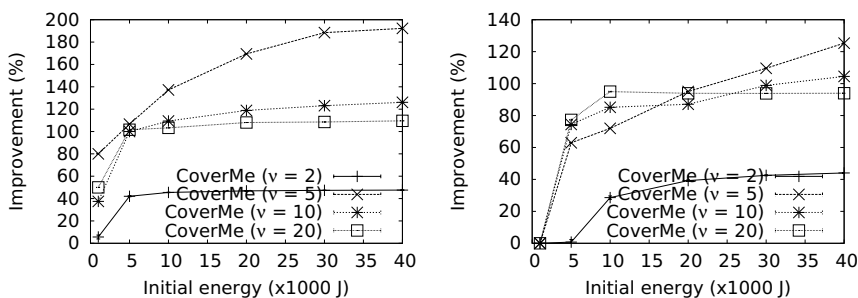 Improvement (%)
200
180
160
140
120
100
80
60
40
20
0
CoverMe (ν = 2)
CoverMe (ν = 5)
CoverMe (ν = 10)
CoverMe (ν = 20)
0 5 10 15 20 25 30 35 40
Initial energy (x1000 J)
Improvement (%)
140
120
100
80
60
40
20
0
CoverMe (ν = 2)
CoverMe (ν = 5)
CoverMe (ν = 10)
CoverMe (ν = 20)
0 5 10 15 20 25 30 35 40
Initial energy (x1000 J)